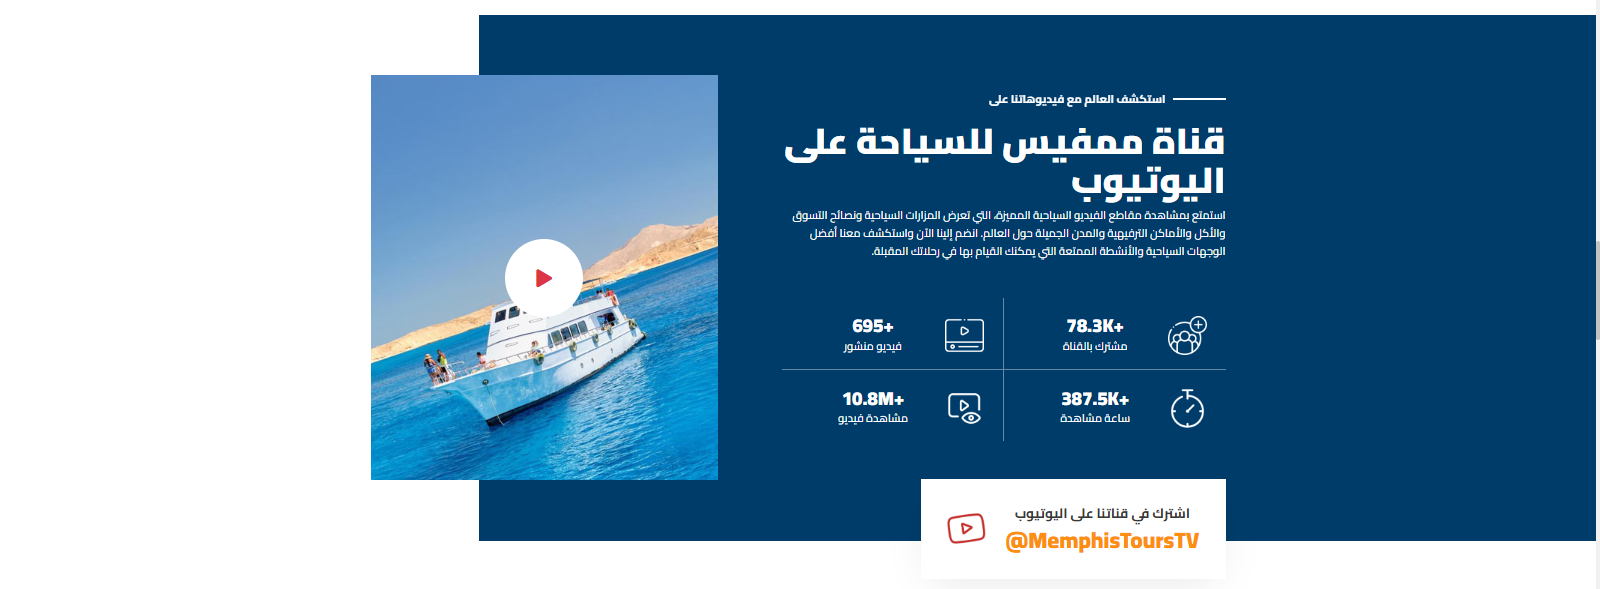 استكشف العالم مع فيديوهاتنا على
قناة ممفيس للسياحة على
اليوتيوب
استمتع بمشاهدة مقاطع الفيديو السياحية المميزة، التي تعرض المزارات السياحية ونصائح التسوق
والأكل والأماكن الترفيهية والمدن الجميلة حول العالم. انضم إلينا الآن واستكشف معنا أفضل
الوجهات السياحية والأنشطة الممتعة التي يمكنك القيام بها في رحلاتك المقبلة.
78.3K+
مشترك بالقناة
695+
فيديو منشور
387.5K+
ساعة مشاهدة
10.8M+
مشاهدة فيديو
اشترك في قناتنا على اليوتيوب
@MemphisToursTV